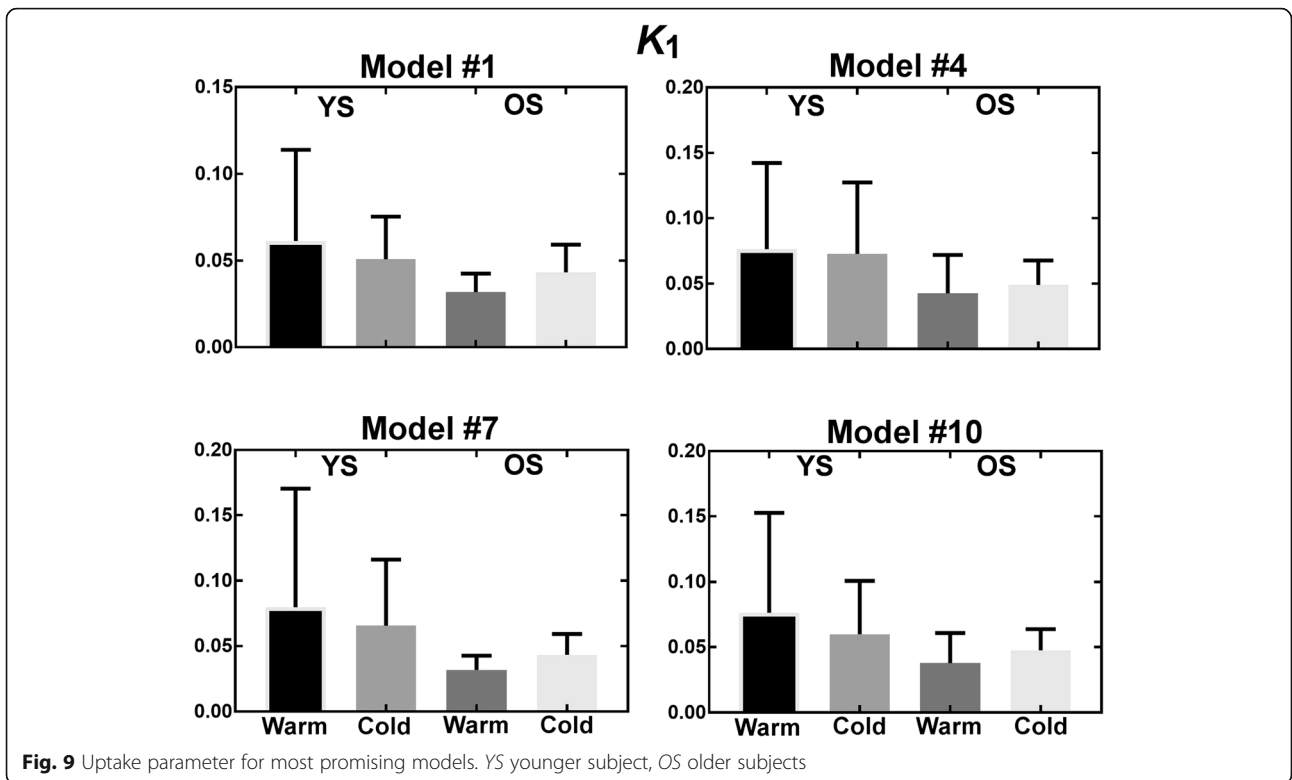 K1
Model #1
0.15
0.10
0.05
0.00
YS OS
Model #4
0.20
0.15
0.10
0.05
0.00
YS OS
Model #7
0.20
0.15
0.10
0.05
0.00
YS OS
Warm Cold Warm Cold
Model #10
0.20
0.15
0.10
0.05
0.00
YS OS
Warm Cold Warm Cold
Fig. 9 Uptake parameter for most promising models. YS younger subject, OS older subjects